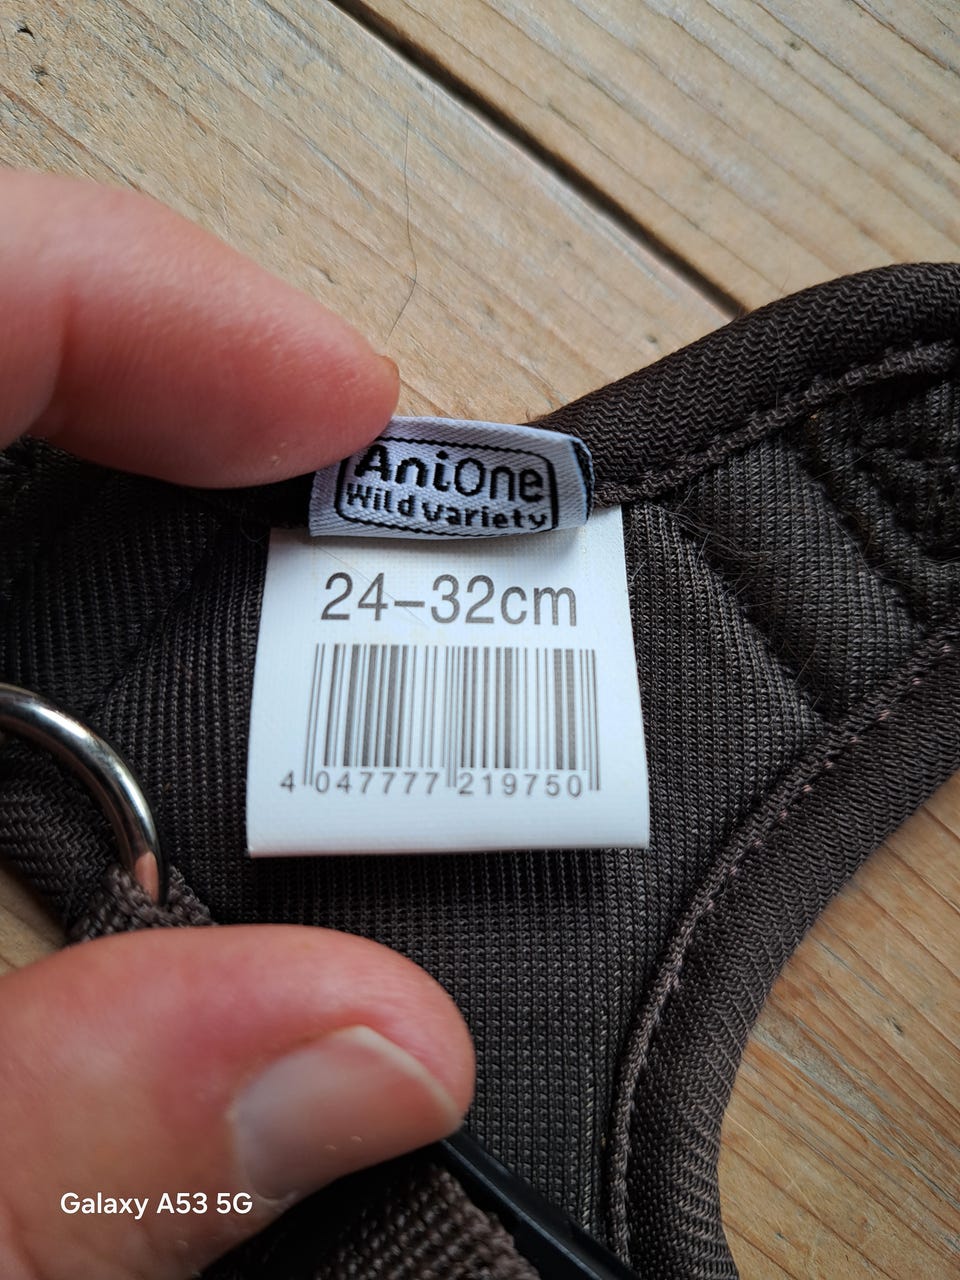 AniOne
Wild variety
24-32cm
4 047777 219750
Galaxy A53 5G